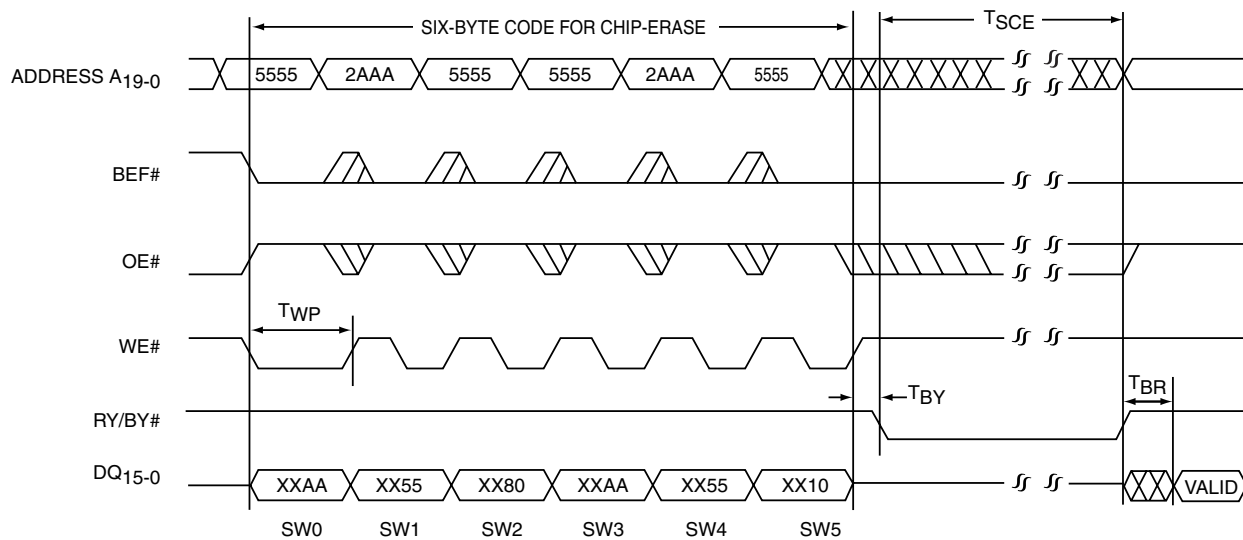 SIX-BYTE CODE FOR CHIP-ERASE TSCE
ADDRESS A19-0 5555 2AAA 5555 5555 2AAA 5555
BEF#
OE#
TWP
WE#
TBY TBR
RY/BY#
DQ15-0 XXAA XX55 XX80 XXAA XX55 XX10 VALID
SW0 SW1 SW2 SW3 SW4 SW5